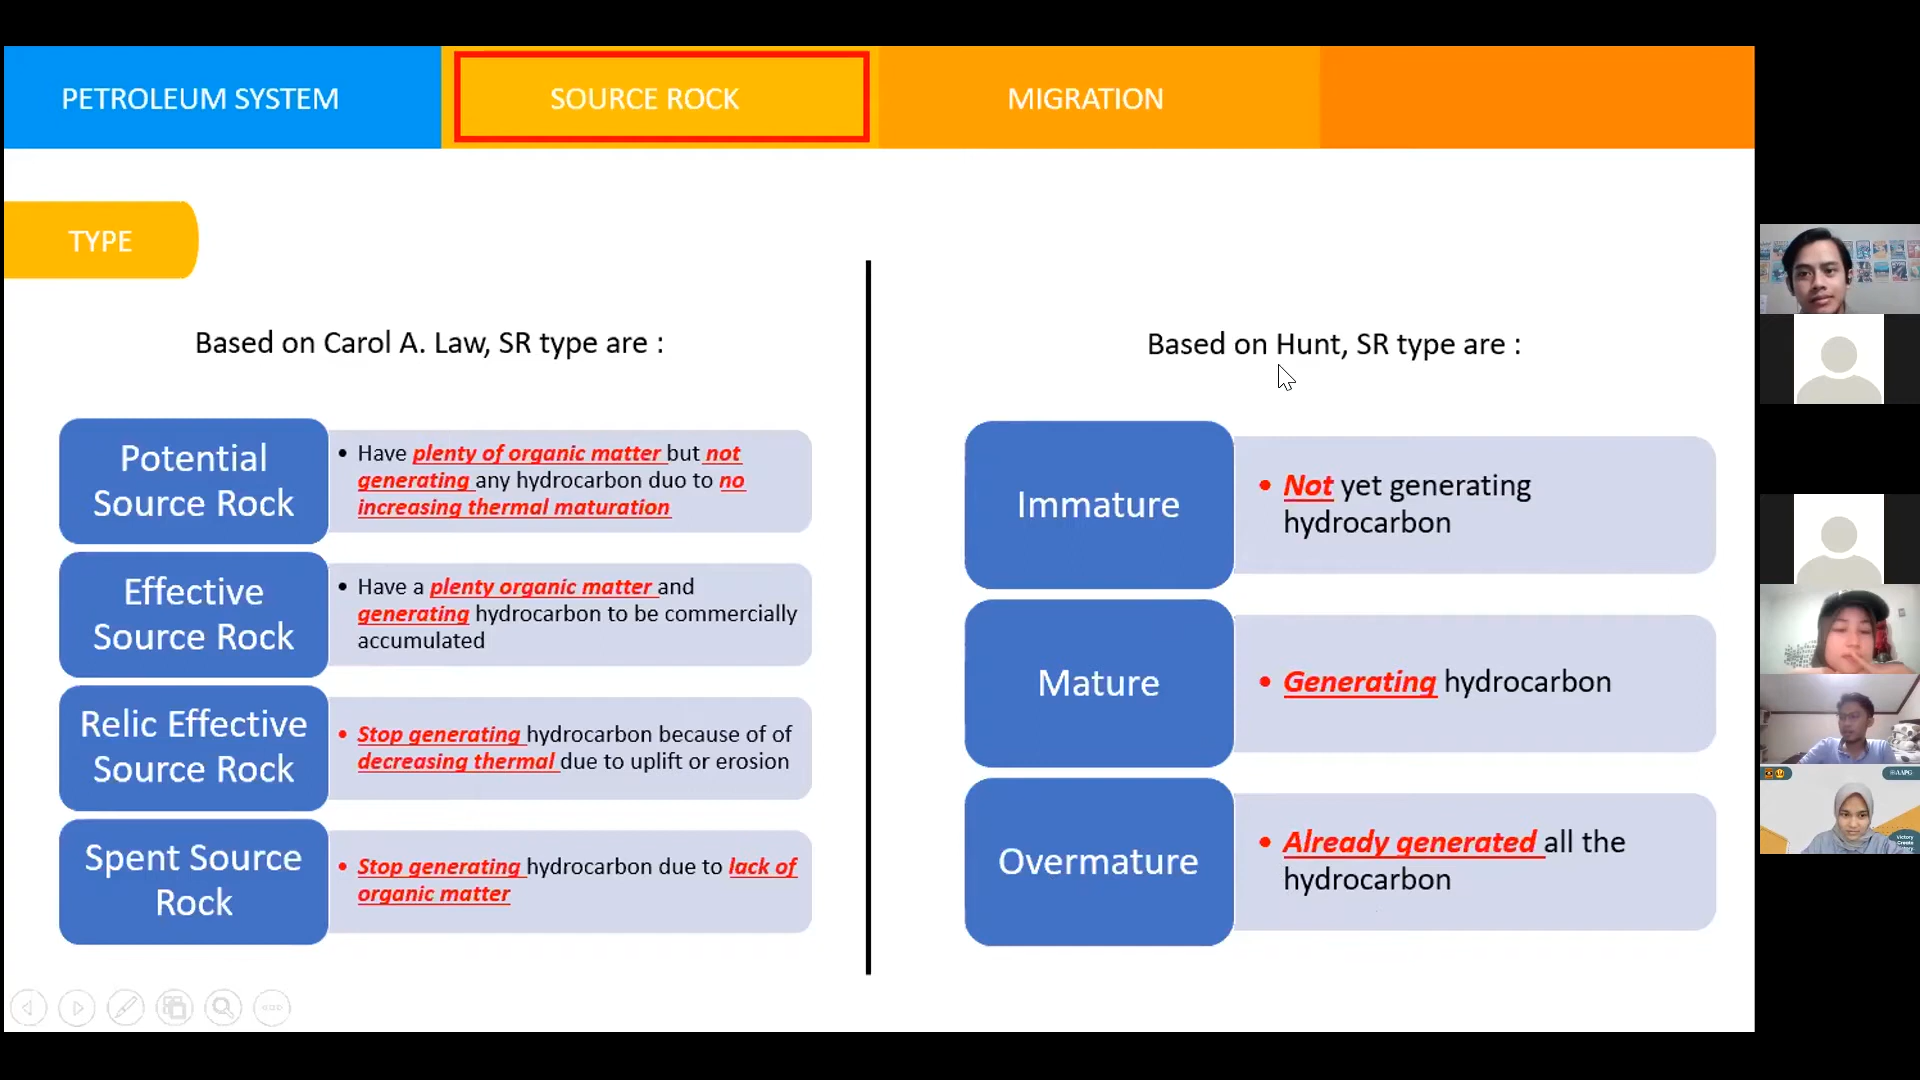 PETROLEUM SYSTEM
SOURCE ROCK
MIGRATION
TYPE
Based on Carol A. Law, SR type are :
Potential
Source Rock
• Have plenty of organic matter but not
generating any hydrocarbon duo to no
increasing thermal maturation
Effective
Source Rock
• Have a plenty organic matter and
generating hydrocarbon to be commercially
accumulated
Relic Effective
Source Rock
• Stop generating hydrocarbon because of of
decreasing thermal due to uplift or erosion
Spent Source
Rock
• Stop generating hydrocarbon due to lack of
organic matter
Based on Hunt, SR type are :
Immature
• Not yet generating
hydrocarbon
Mature
• Generating hydrocarbon
Overmature
• Already generated all the
hydrocarbon
AAPG
Victory
Create